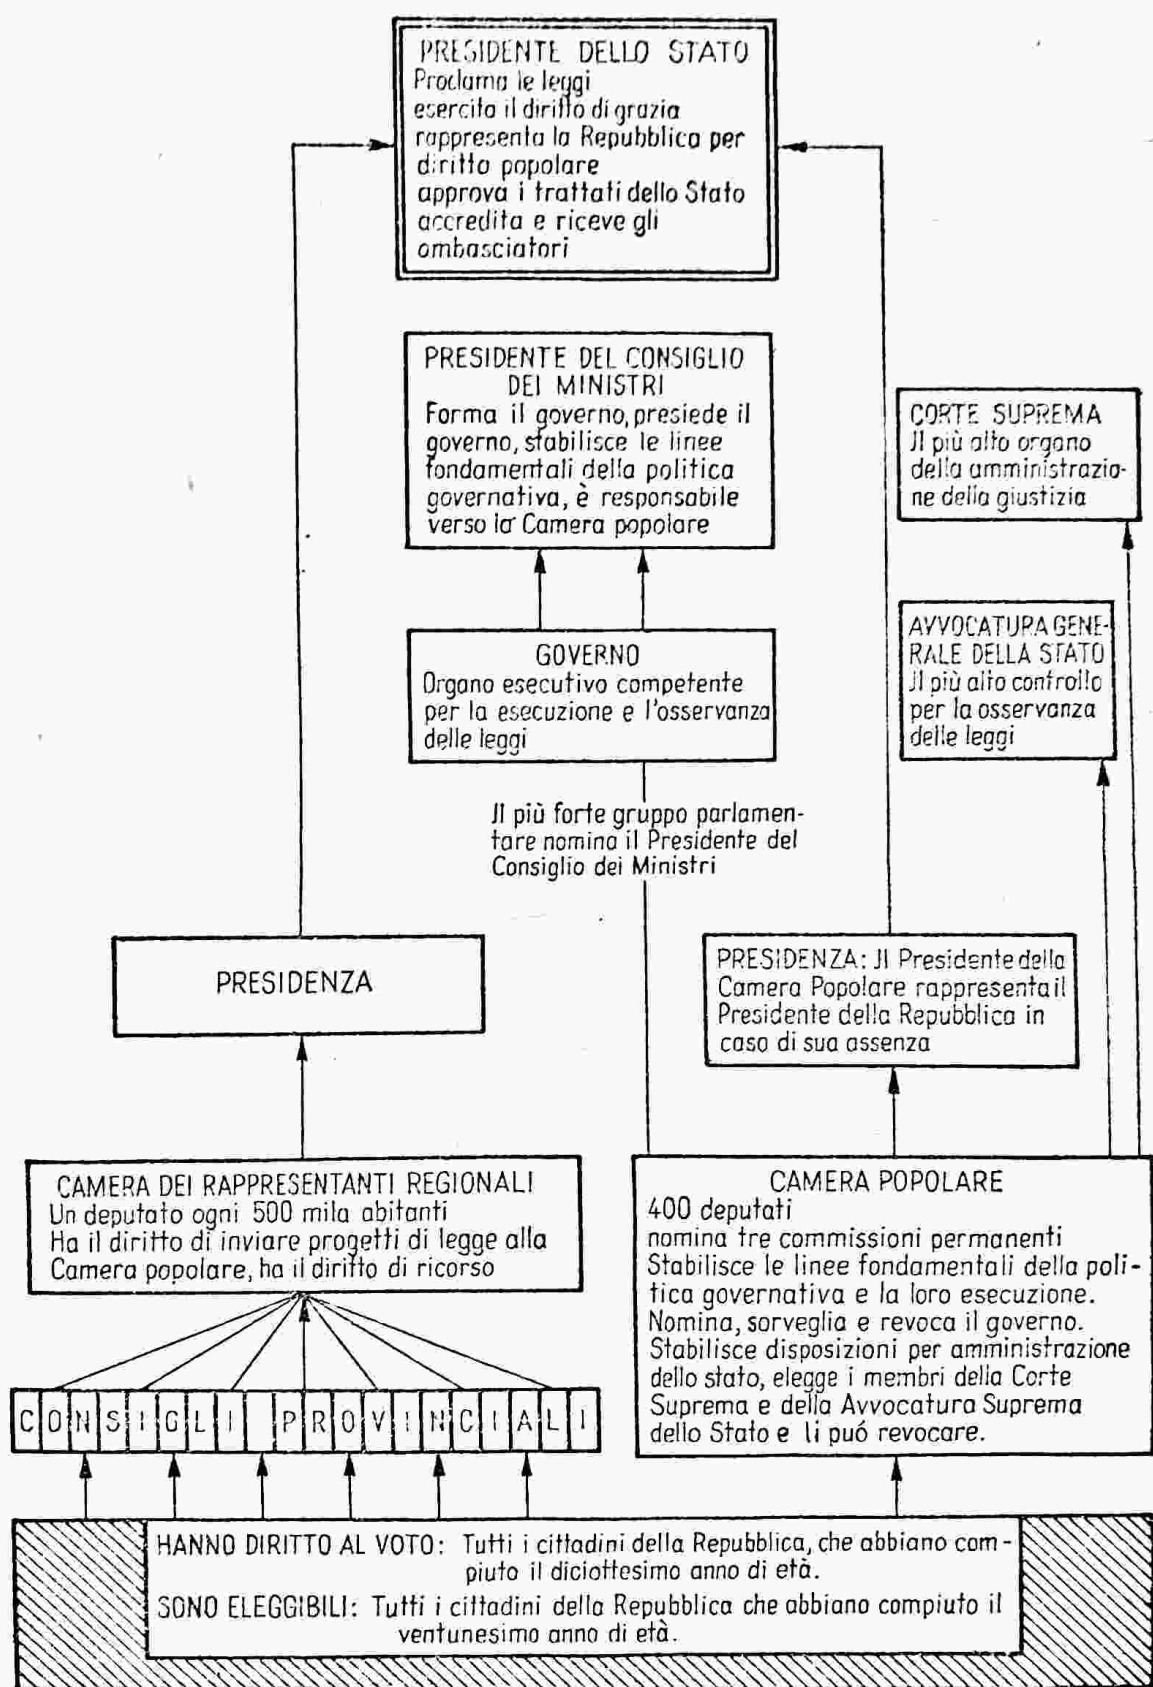 PRESIDENTE DELLO STATO
Proclama le leggi
esercita il diritto di grazia
rappresenta la Repubblica per
diritto popolare
approva i trattati dello Stato
accredita e riceve gli
ambasciatori
PRESIDENTE DEL CONSIGLIO
DEI MINISTRI
Forma il governo, presiede il
governo, stabilisce le linee
fondamentali della politica
governativa, è responsabile
verso la Camera popolare
CORTE SUPREMA
Il più alto organo
della amministrazio-
ne della giustizia
GOVERNO
Organo esecutivo competente
per la esecuzione e l'osservanza
delle leggi
AVVOCATURA GENE-
RALE DELLA STATO
Il più alto controllo
per la osservanza
delle leggi
Il più forte gruppo parlamen-
tare nomina il Presidente del
Consiglio dei Ministri
PRESIDENZA
PRESIDENZA: Il Presidente della
Camera Popolare rappresenta il
Presidente della Repubblica in
caso di sua assenza
CAMERA DEI RAPPRESENTANTI REGIONALI
Un deputato ogni 500 mila abitanti
Ha il diritto di inviare progetti di legge alla
Camera popolare, ha il diritto di ricorso
CAMERA POPOLARE
400 deputati
nomina tre commissioni permanenti
Stabilisce le linee fondamentali della poli-
tica governativa e la loro esecuzione.
Nomina, sorveglia e revoca il governo.
Stabilisce disposizioni per amministrazione
dello stato, elegge i membri della Corte
Suprema e della Avvocatura Suprema
dello Stato e li puó revocare.
CONSIGLI PROVINCIALI
HANNO DIRITTO AL VOTO: Tutti i cittadini della Repubblica, che abbiano com-
piuto il diciottesimo anno di età.
SONO ELEGGIBILI: Tutti i cittadini della Repubblica che abbiano compiuto il
ventunesimo anno di età.